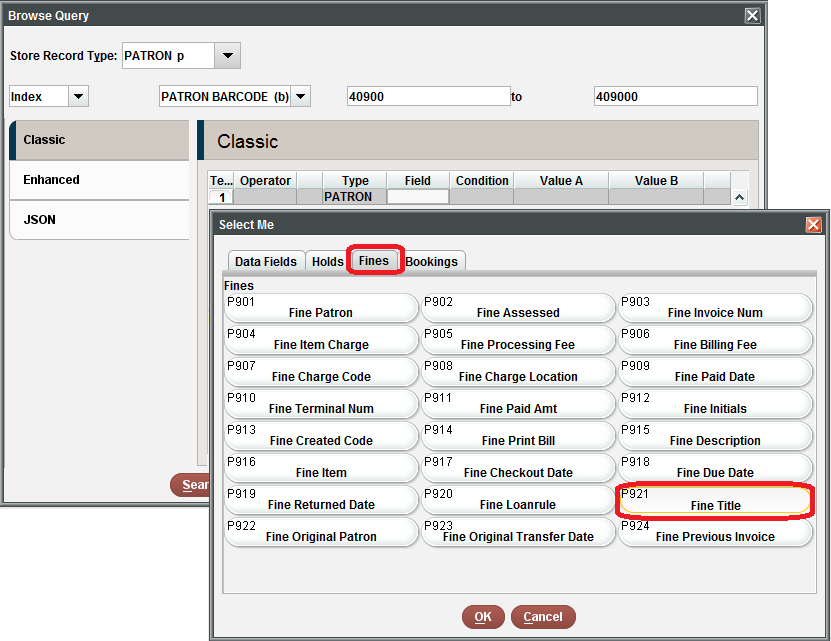 Browse Query
Store Record Type: PATRON p
Index PATRON BARCODE (b) 40900 to 409000
Classic
Enhanced
JSON
Classic
Te... Operator Type Field Condition Value A Value B
1 PATRON
Sear
Select Me
Data Fields Holds Fines Bookings
Fines
P901 Fine Patron P902 Fine Assessed P903 Fine Invoice Num
P904 Fine Item Charge P905 Fine Processing Fee P906 Fine Billing Fee
P907 Fine Charge Code P908 Fine Charge Location P909 Fine Paid Date
P910 Fine Terminal Num P911 Fine Paid Amt P912 Fine Initials
P913 Fine Created Code P914 Fine Print Bill P915 Fine Description
P916 Fine Item P917 Fine Checkout Date P918 Fine Due Date
P919 Fine Returned Date P920 Fine Loanrule P921 Fine Title
P922 Fine Original Patron P923 Fine Original Transfer Date P924 Fine Previous Invoice
OK Cancel